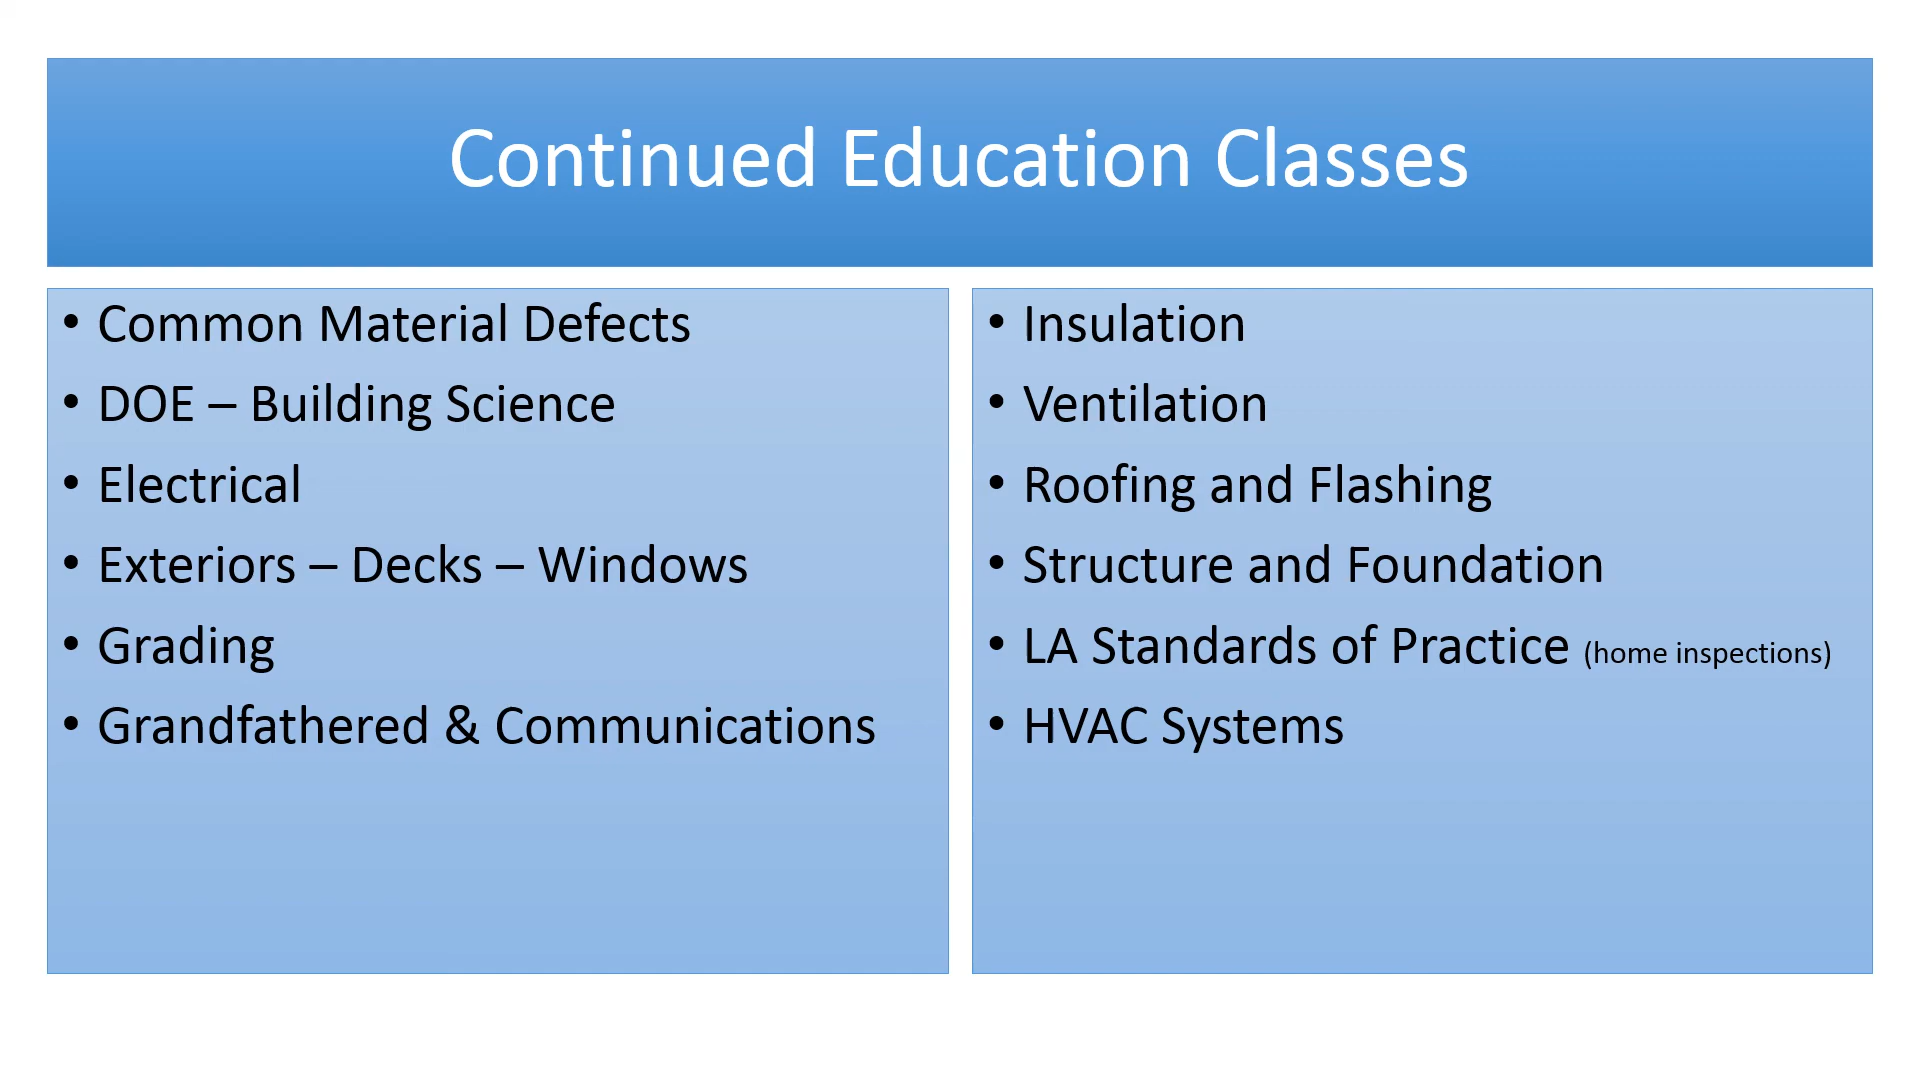 Continued Education Classes
• Common Material Defects
• DOE – Building Science
• Electrical
• Exteriors – Decks – Windows
• Grading
• Grandfathered & Communications
• Insulation
• Ventilation
• Roofing and Flashing
• Structure and Foundation
• LA Standards of Practice (home inspections)
• HVAC Systems